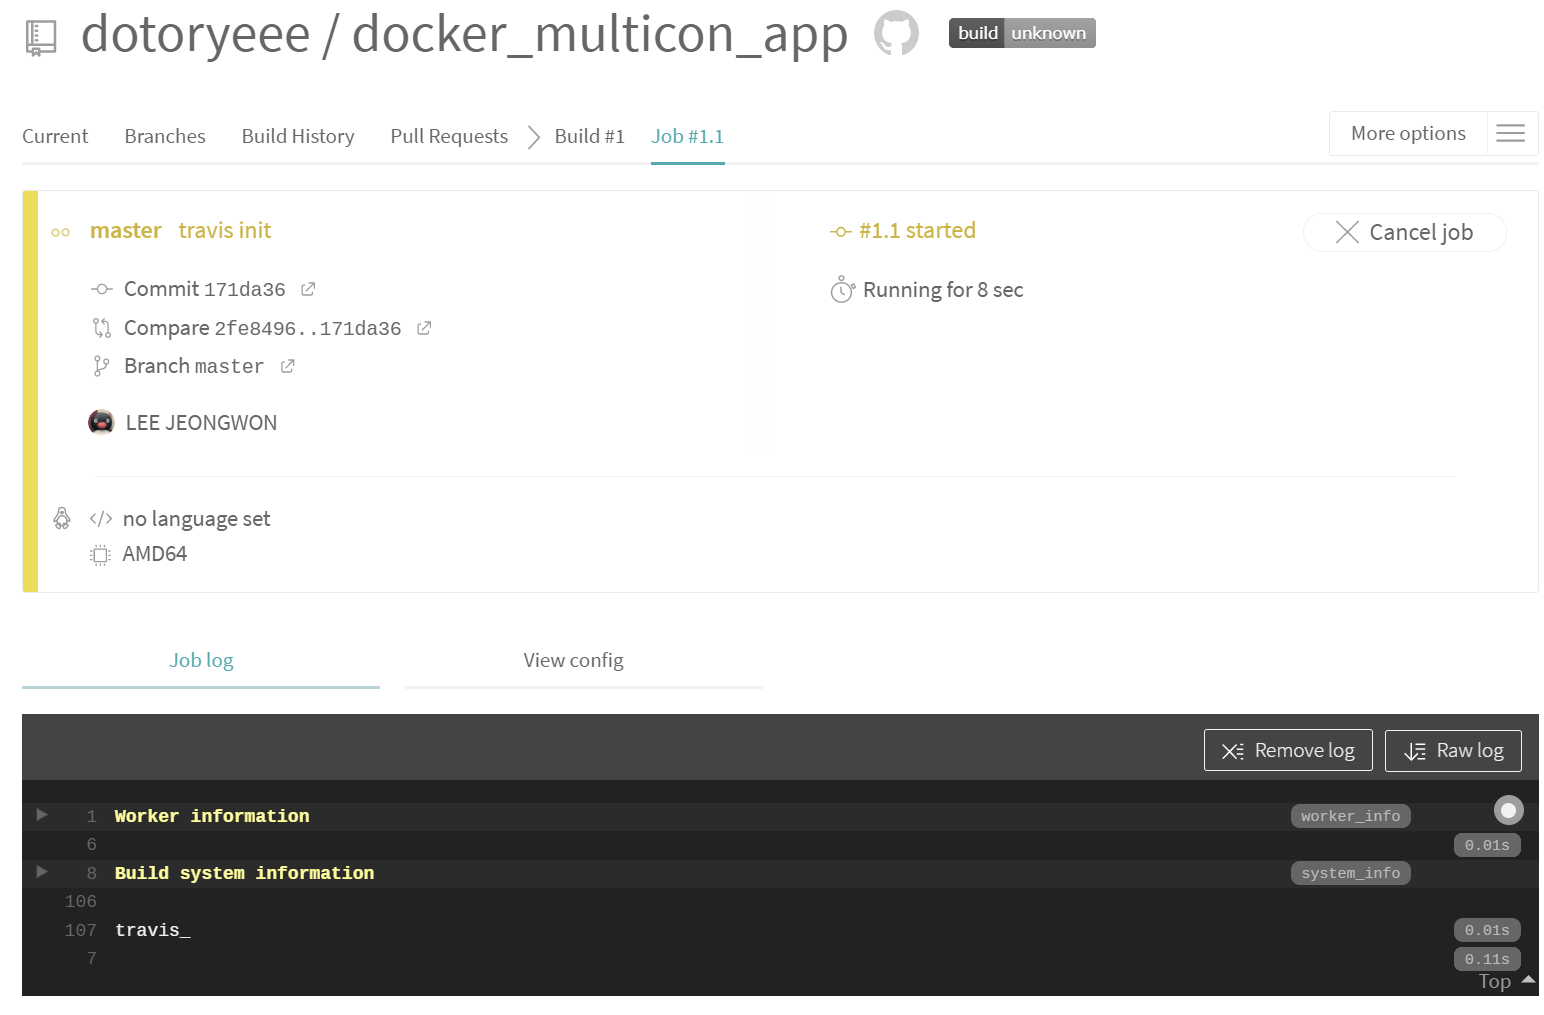 dotoryeee / docker_multicon_app build unknown
Current Branches Build History Pull Requests Build #1 Job #1.1 More options
master travis init #1.1 started Cancel job
Commit 171da36 Running for 8 sec
Compare 2fe8496..171da36
Branch master
LEE JEONGWON
</> no language set
AMD64
Job log View config
Remove log Raw log
1 Worker information worker_info
6 0.01s
8 Build system information system_info
106
107 travis_ 0.01s
7 0.11s
Top